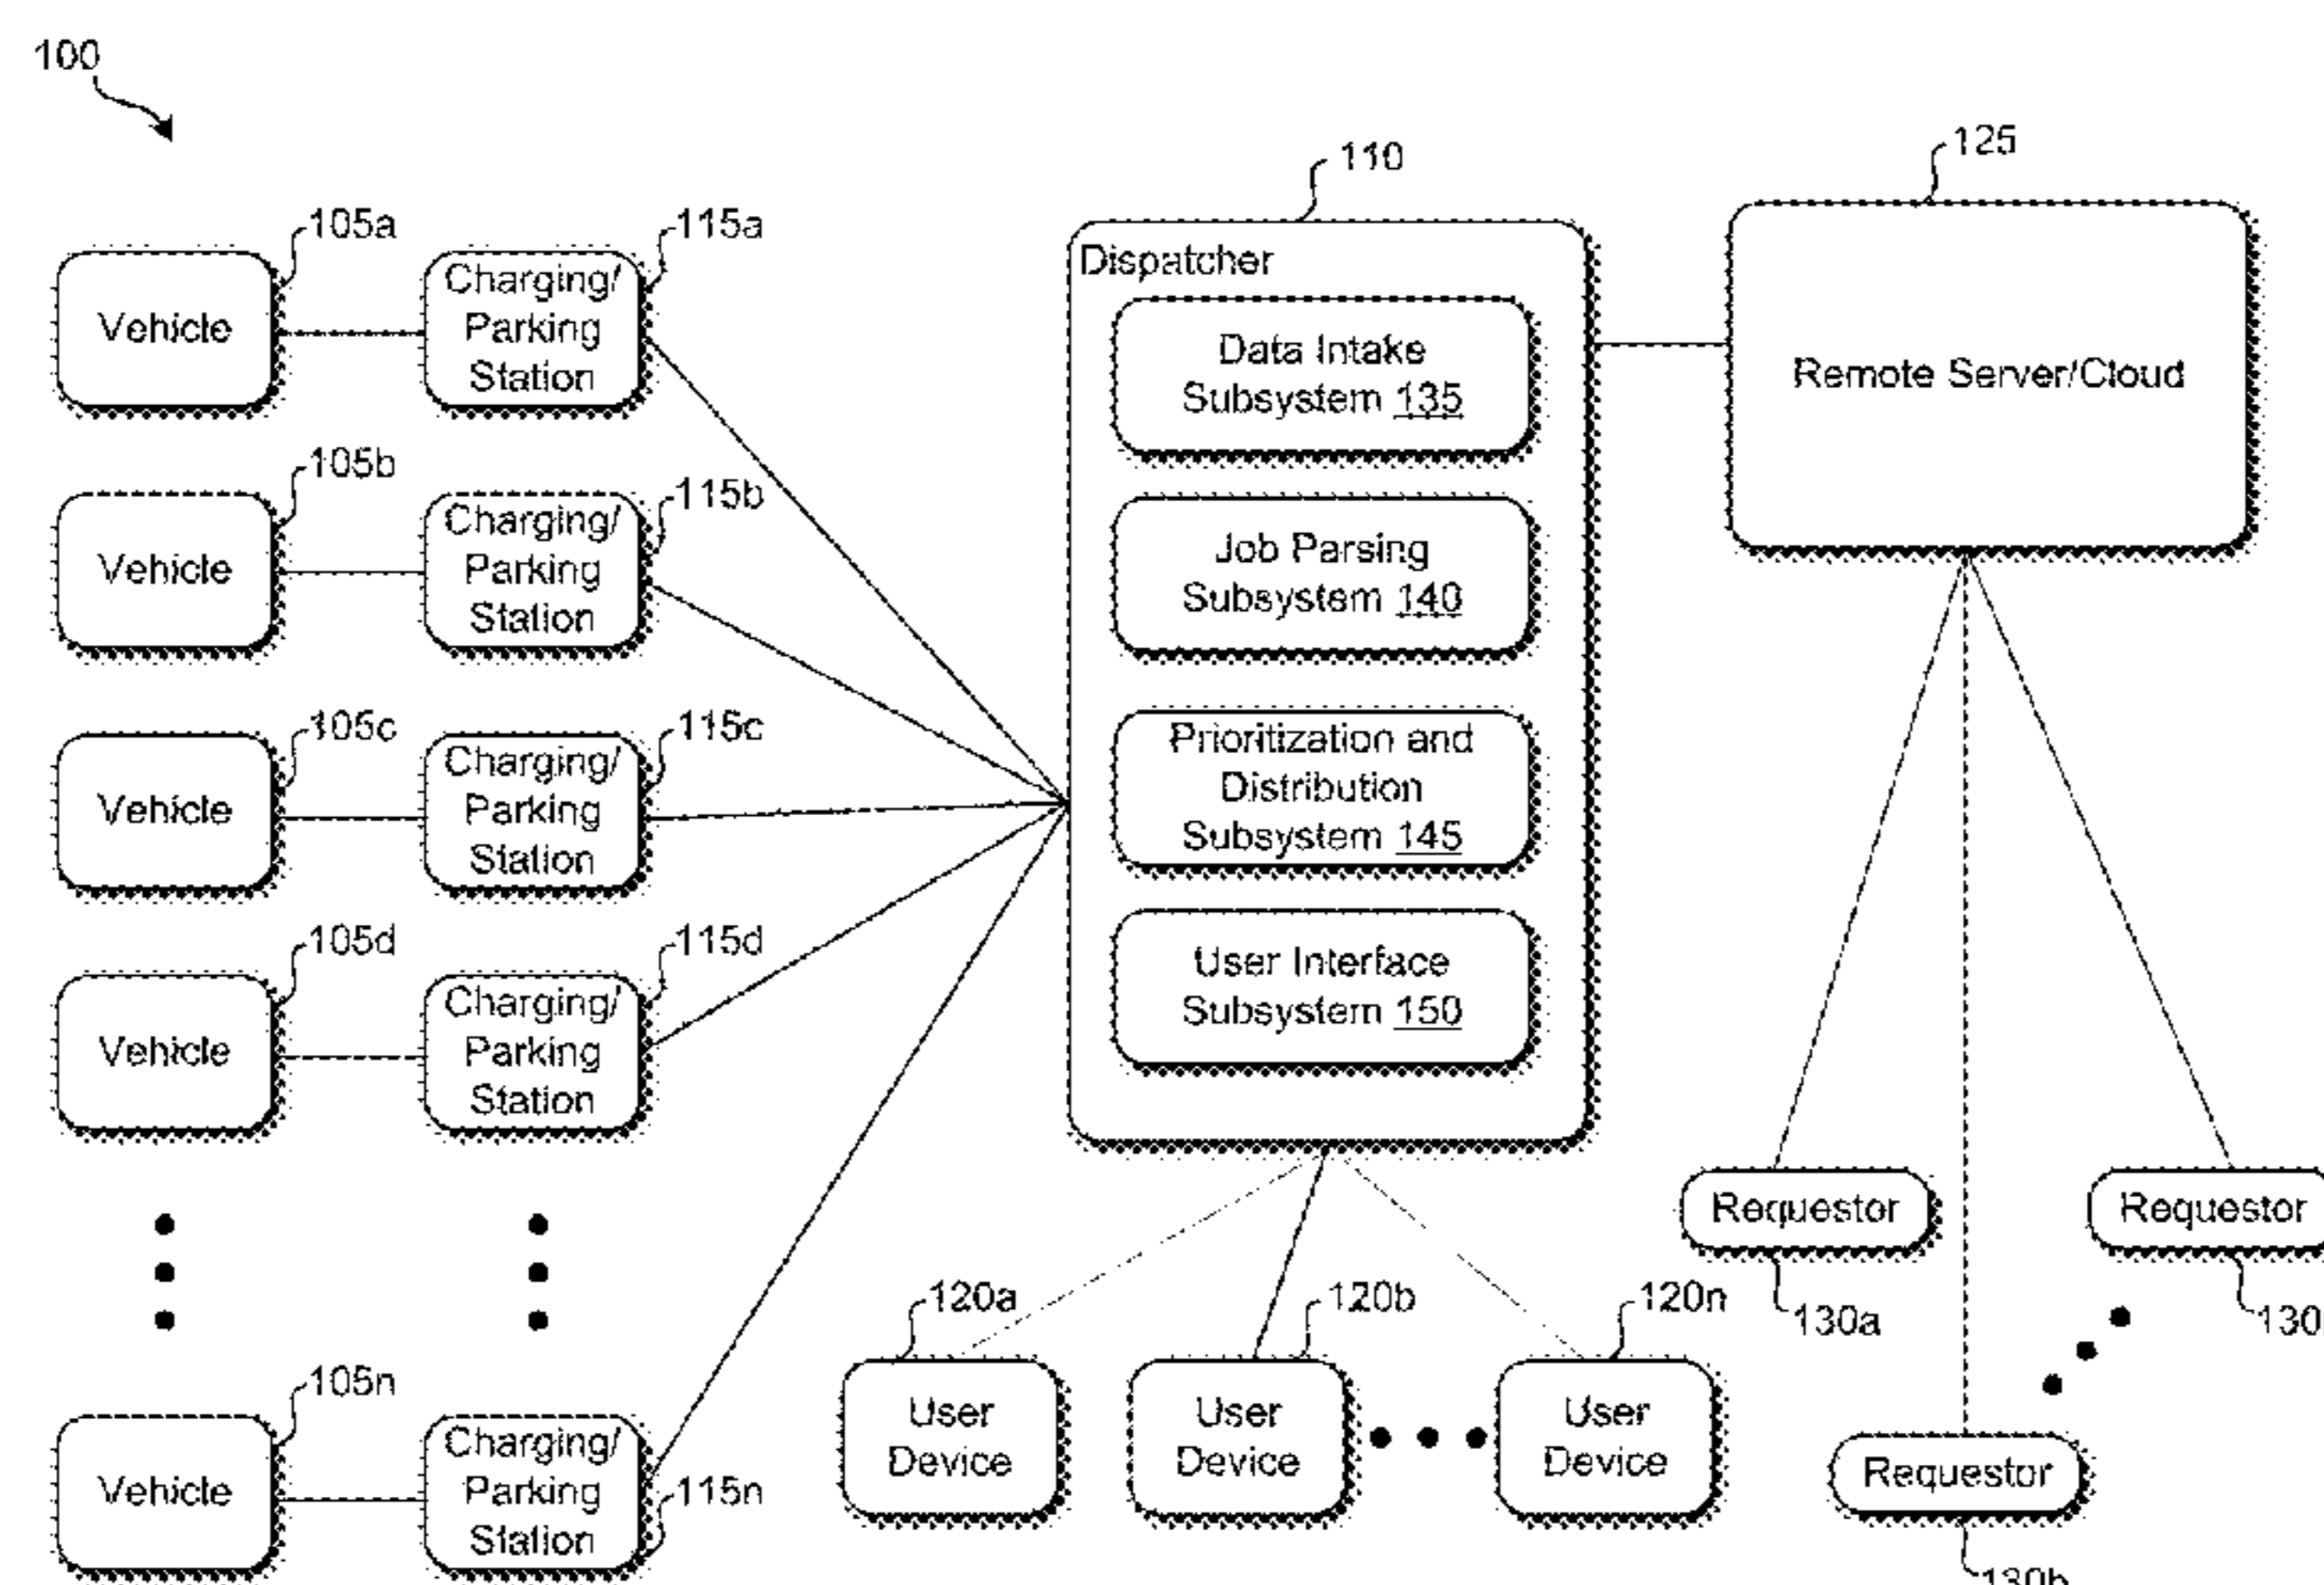 100
110
125
105a
115a
Dispatcher
Vehicle
Charging/
Parking
Station
Data Intake
Subsystem 135
Remote Server/Cloud
105b
115b
Vehicle
Charging/
Parking
Station
Job Parsing
Subsystem 140
105c
115c
Vehicle
Charging/
Parking
Station
Prioritization and
Distribution
Subsystem 145
105d
115d
Vehicle
Charging/
Parking
Station
User Interface
Subsystem 150
Requestor
Requestor
130a
130
120a
120b
120n
105n
115n
Vehicle
Charging/
Parking
Station
User
Device
User
Device
User
Device
Requestor
130b